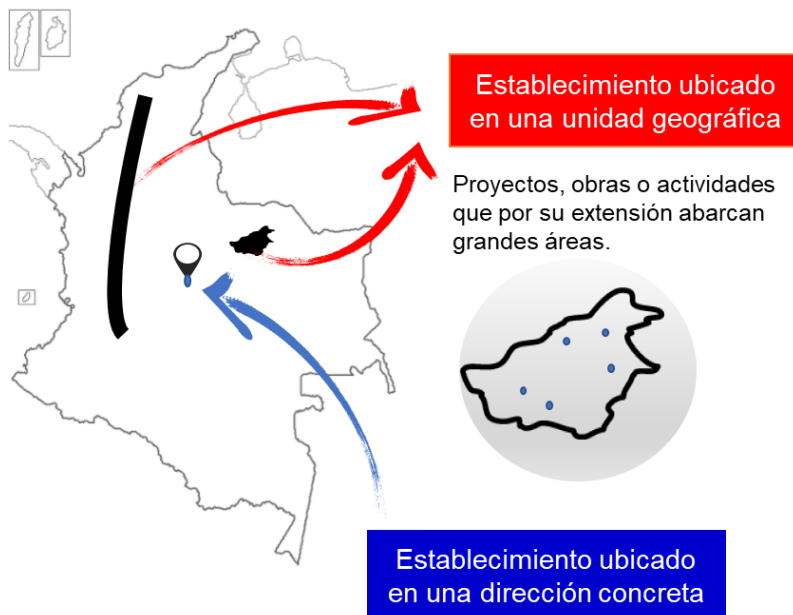 Establecimiento ubicado
en una unidad geográfica
Proyectos, obras o actividades
que por su extensión abarcan
grandes áreas.
Establecimiento ubicado
en una dirección concreta